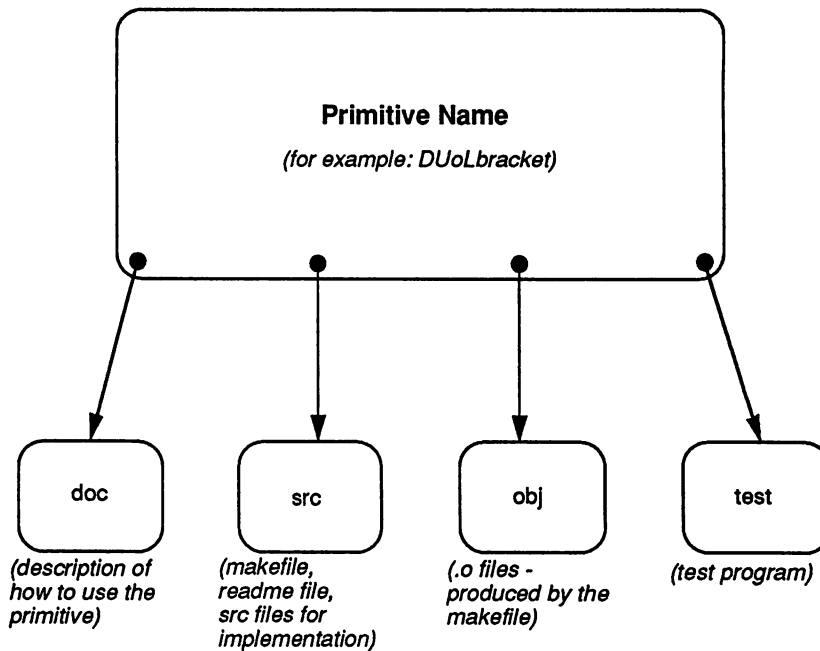 Primitive Name
(for example: DUoLbracket)
doc
src
obj
test
(description of
how to use the
primitive)
(makefile,
readme file,
src files for
implementation)
(.o files -
produced by the
makefile)
(test program)